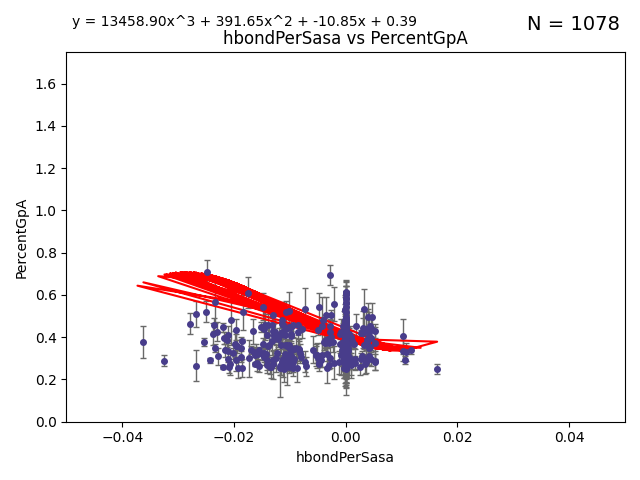 y = 13458.90x^3 + 391.65x^2 + -10.85x + 0.39
N = 1078
hbondPerSasa vs PercentGpA
1.6
1.4
1.2
1.0
0.8
0.6
0.4
0.2
0.0
PercentGpA
−0.04 −0.02 0.00 0.02 0.04
hbondPerSasa